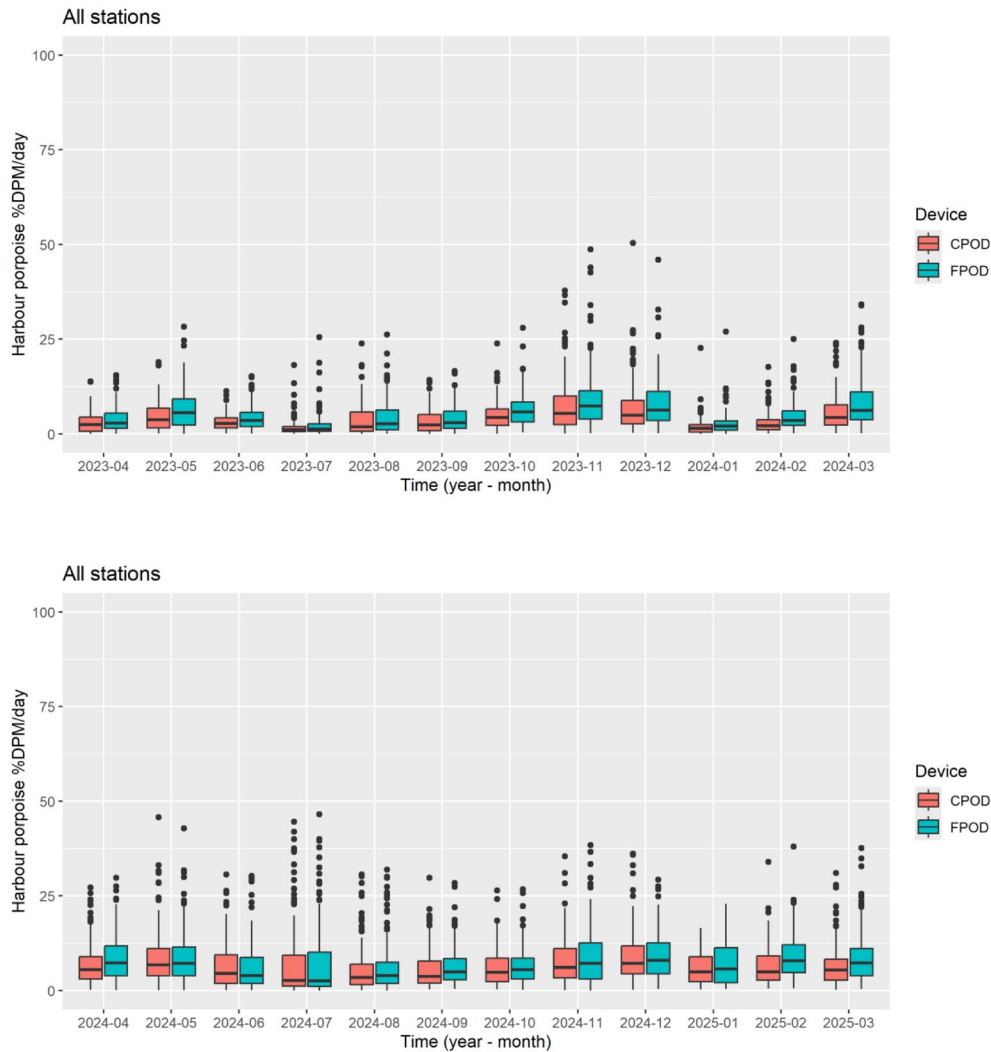 All stations
100
75
50
25
0
Harbour porpoise %DPM/day
2023-04 2023-05 2023-06 2023-07 2023-08 2023-09 2023-10 2023-11 2023-12 2024-01 2024-02 2024-03
Time (year - month)
Device
CPOD
FPOD
All stations
100
75
50
25
0
Harbour porpoise %DPM/day
2024-04 2024-05 2024-06 2024-07 2024-08 2024-09 2024-10 2024-11 2024-12 2025-01 2025-02 2025-03
Time (year - month)
Device
CPOD
FPOD